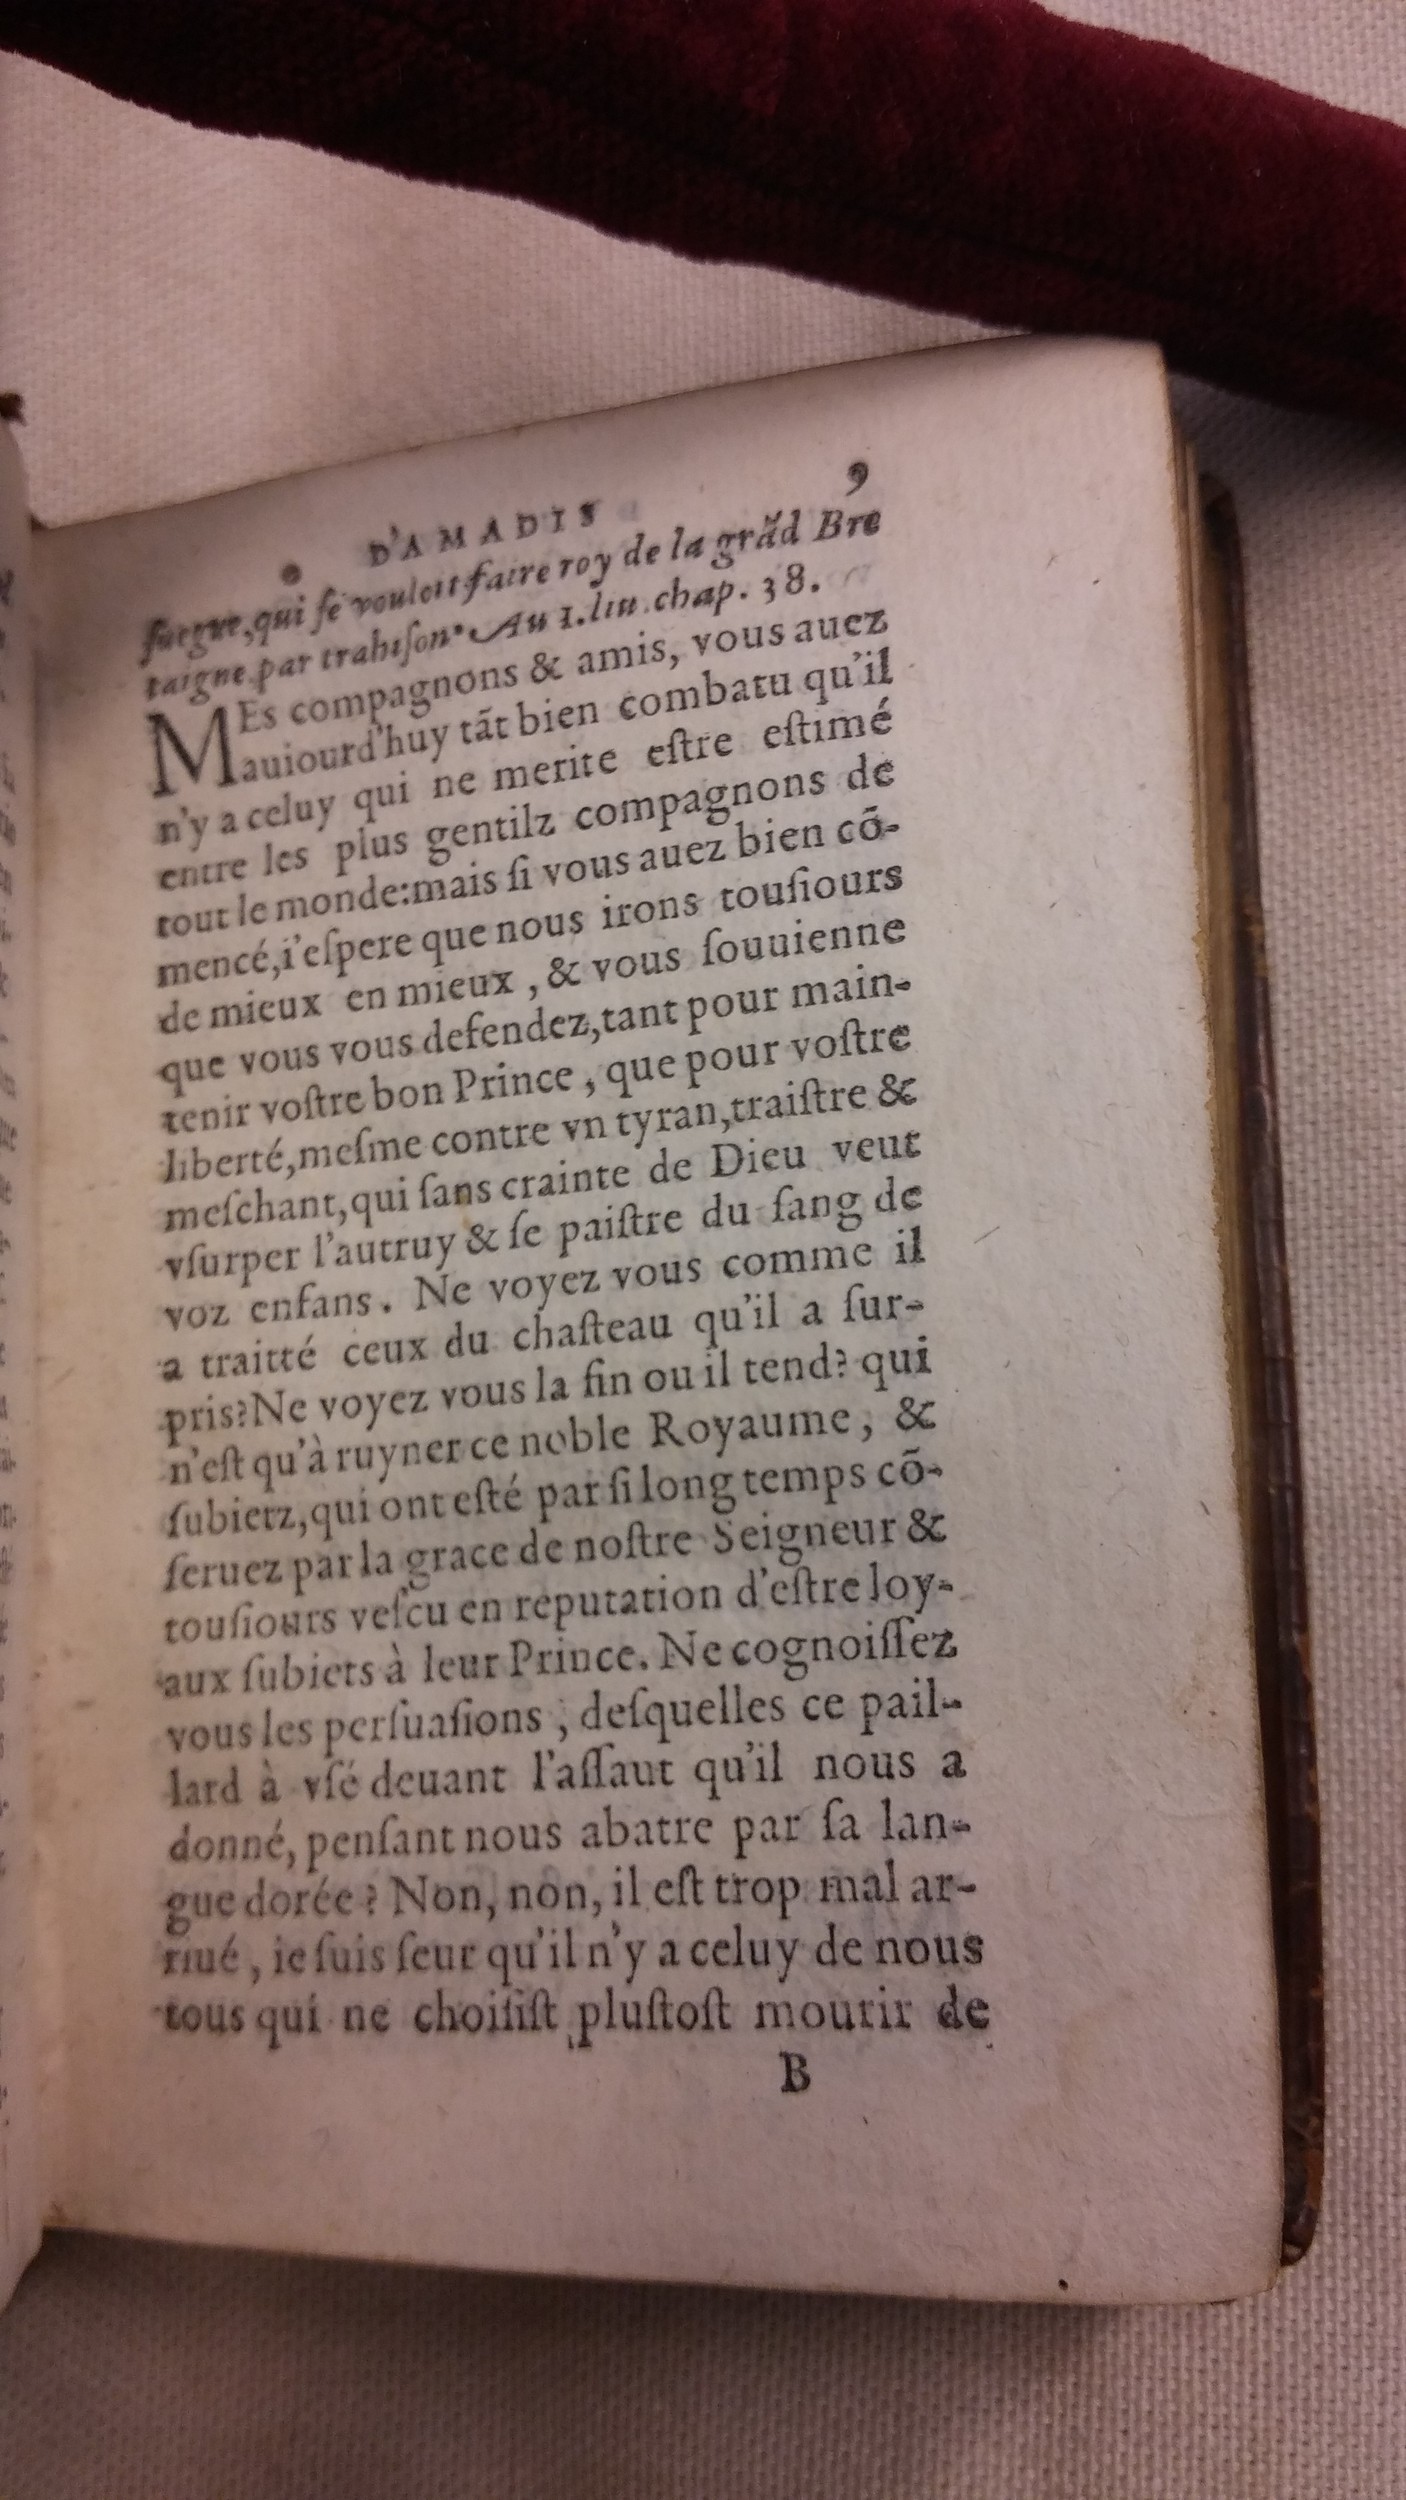 D'AMADIS 9
qui se vouloit faire roy de la grãd Bre
taigne par trahison. Au 1. liu. chap. 38.
MEs compagnons & amis, vous auez
auiourd'huy tãt bien combatu qu'il
n'y a celuy qui ne merite eſtre eſtimé
entre les plus gentilz compagnons de
tout le monde: mais ſi vous auez bien cõ-
mencé, i'eſpere que nous irons touſiours
de mieux en mieux, & vous ſouuienne
que vous vous defendez, tant pour main-
tenir voſtre bon Prince, que pour voſtre
liberté, meſme contre vn tyran, traiſtre &
meſchant, qui ſans crainte de Dieu veut
vſurper l'autruy & ſe paiſtre du ſang de
voz enfans. Ne voyez vous comme il
a traitté ceux du chaſteau qu'il a ſur-
pris? Ne voyez vous la fin ou il tend? qui
n'eſt qu'à ruyner ce noble Royaume, &
ſubietz, qui ont eſté par ſi long temps cõ-
ſeruez par la grace de noſtre Seigneur &
touſiours veſcu en reputation d'eſtre loy-
aux ſubiets à leur Prince. Ne cognoiſſez
vous les perſuaſions, deſquelles ce pail-
lard à vſé deuant l'aſſaut qu'il nous a
donné, penſant nous abatre par ſa lan-
gue dorée? Non, non, il eſt trop mal ar-
riué, ie ſuis ſeur qu'il n'y a celuy de nous
tous qui ne choiſiſt pluſtoſt mourir de
B